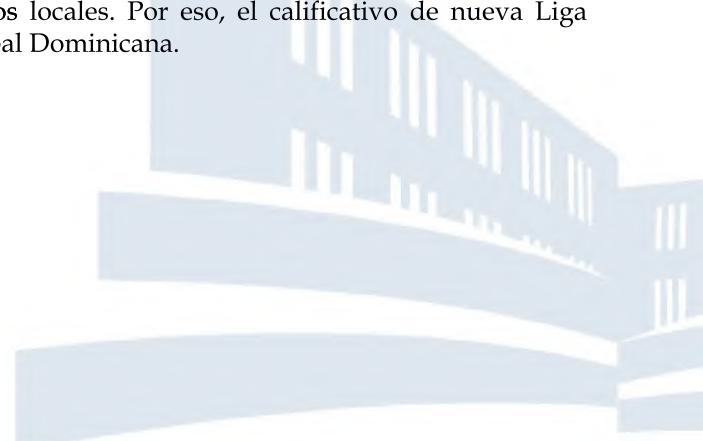 os locales. Por eso, el calificativo de nueva Liga
al Dominicana.